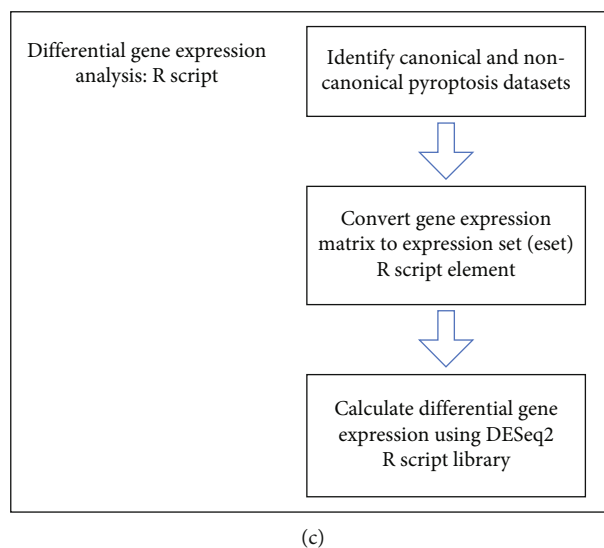 Differential gene expression
analysis: R script
Identify canonical and non-
canonical pyroptosis datasets
Convert gene expression
matrix to expression set (eset)
R script element
Calculate differential gene
expression using DESeq2
R script library
(c)